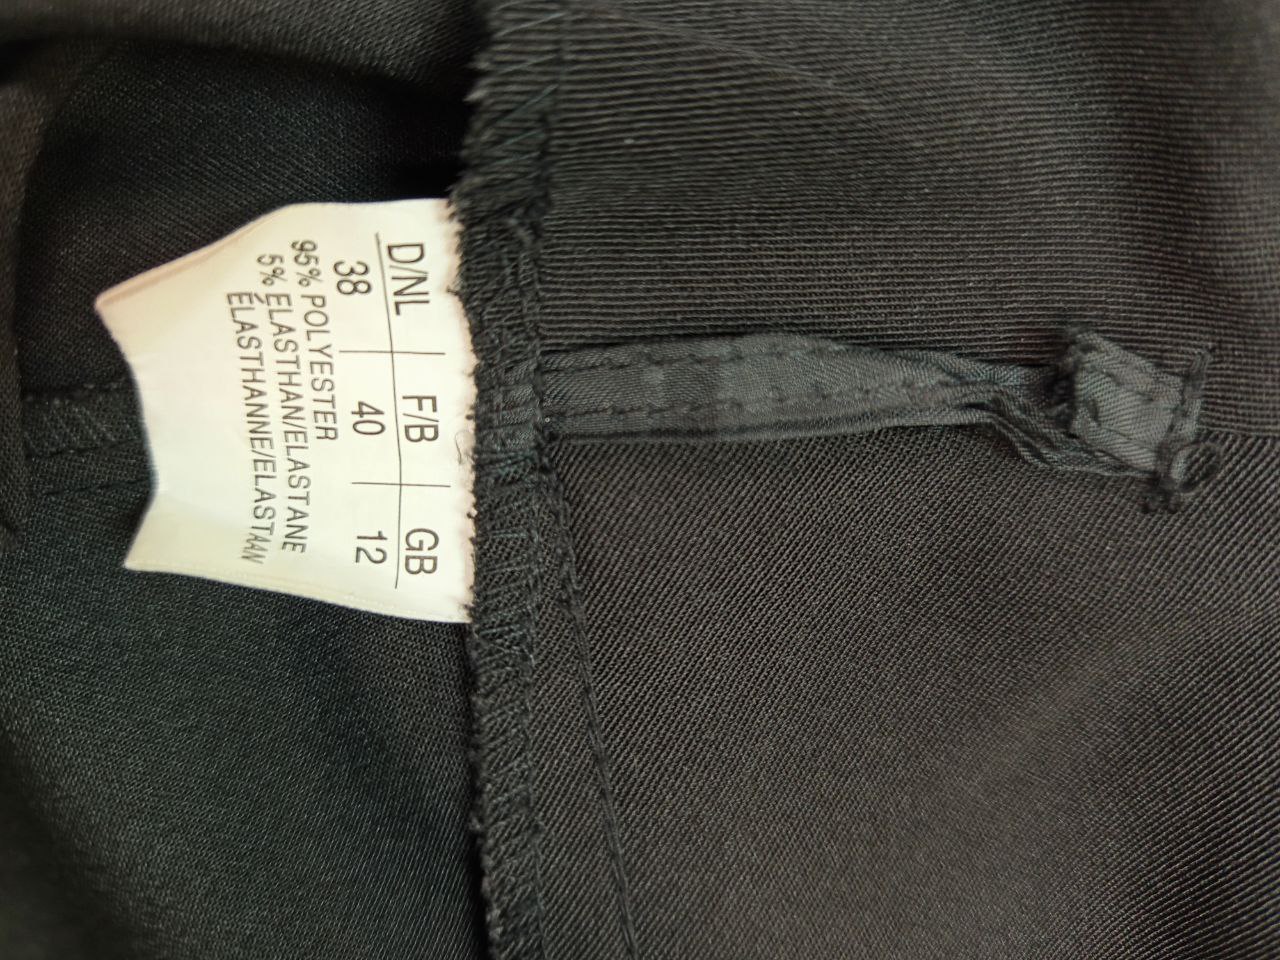 D/NL F/B GB
38 40 12
95% POLYESTER
5% ELASTHAN/ELASTANE
ÉLASTHANNE/ELASTAAN